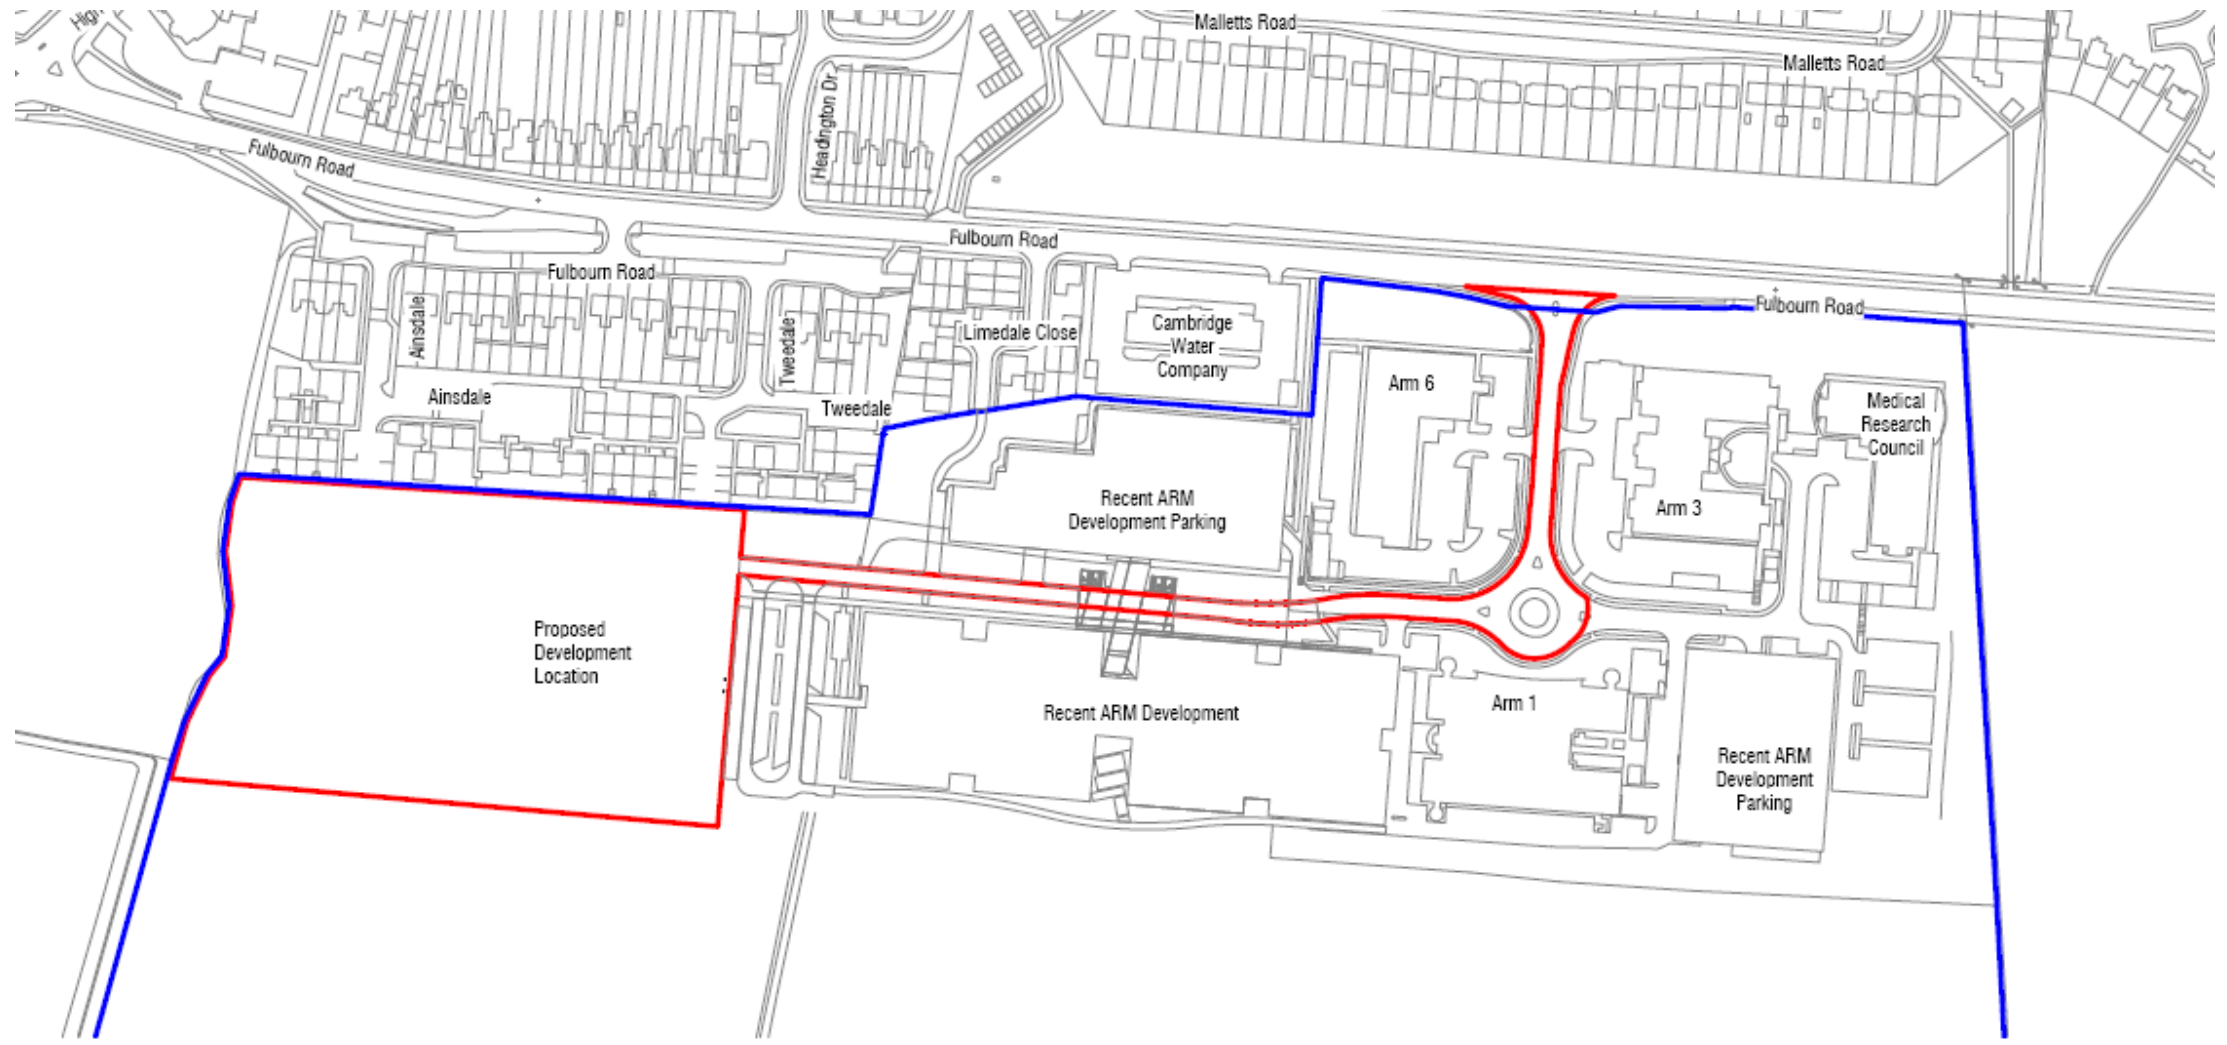 High
Malletts Road
Malletts Road
Headington Dr
Fulbourn Road
Fulbourn Road
Fulbourn Road
Fulbourn Road
Ainsdale
Tweedale
Limedale Close
Cambridge
Water
Company
Arm 6
Ainsdale
Tweedale
Medical
Research
Council
Recent ARM
Development Parking
Arm 3
Proposed
Development
Location
Recent ARM Development
Arm 1
Recent ARM
Development
Parking